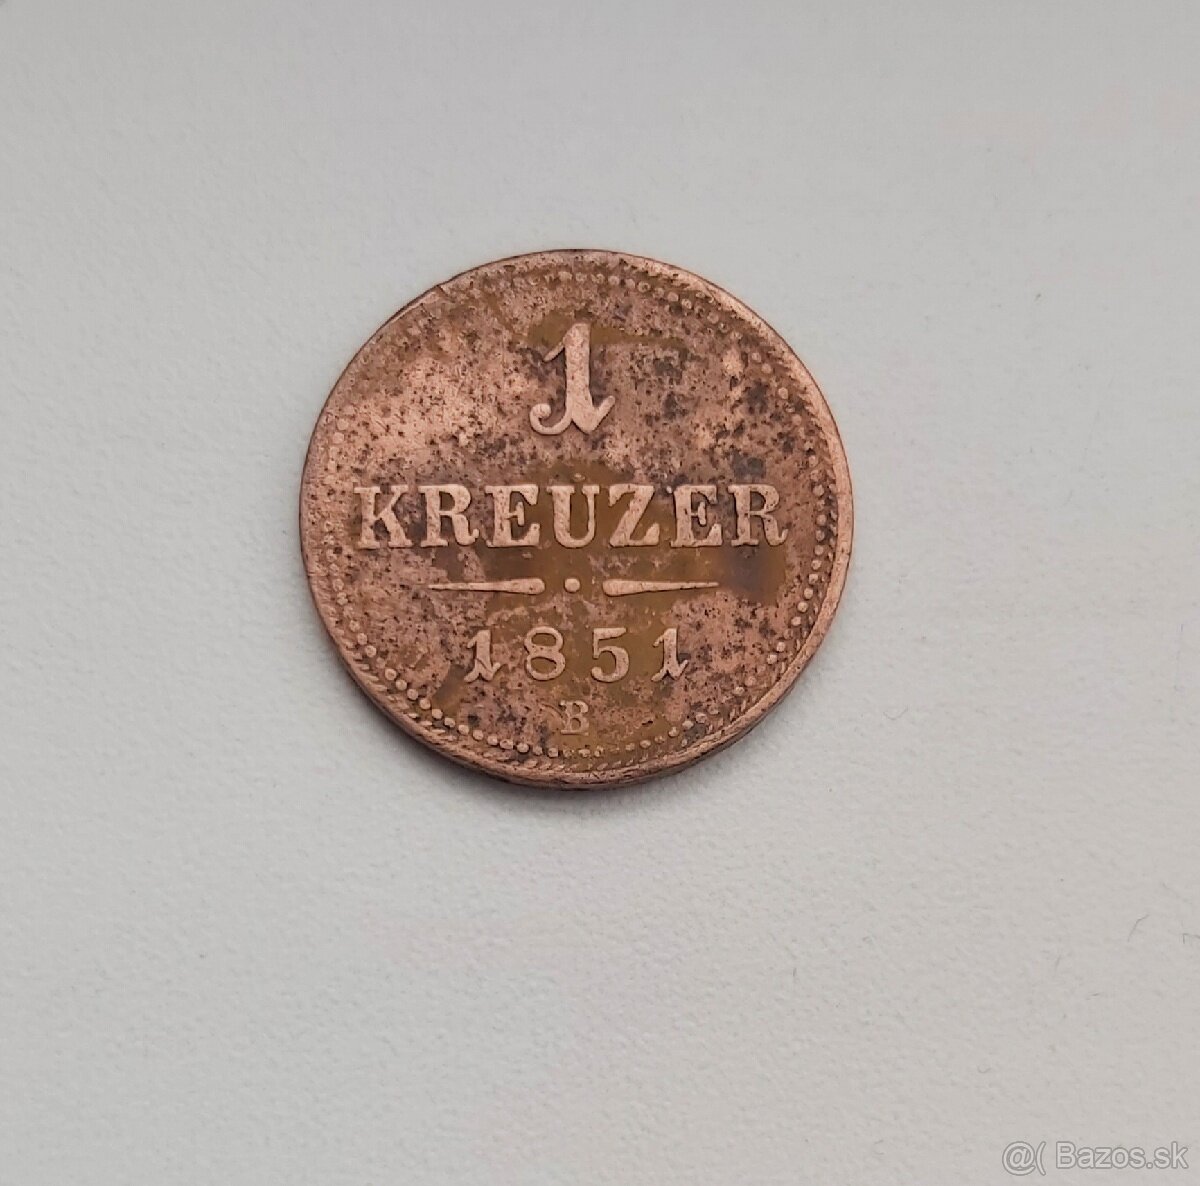 1
KREUZER
1851
B
@( Bazos.sk